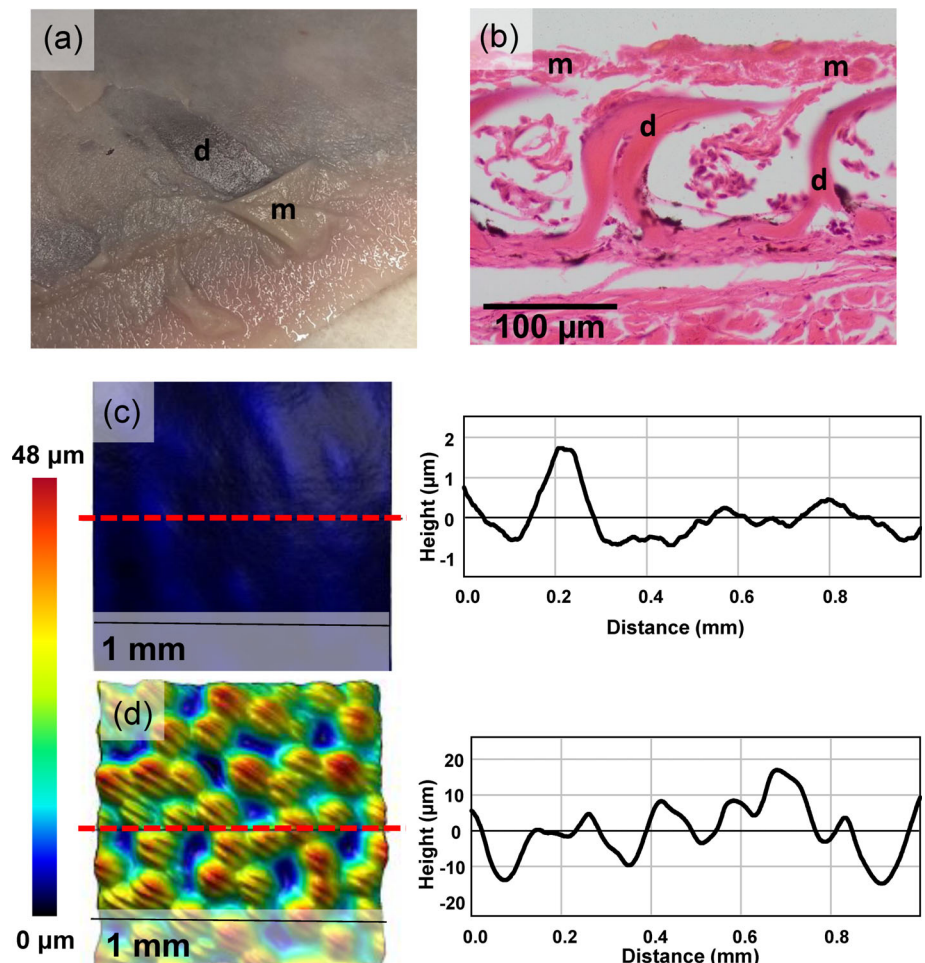 (a)
d
m
(b)
m
m
d
d
100 µm
(c)
48 µm
0 µm
1 mm
Height (µm)
2
1
0
-1
0.0 0.2 0.4 0.6 0.8
Distance (mm)
(d)
1 mm
Height (µm)
20
10
0
-10
-20
0.0 0.2 0.4 0.6 0.8
Distance (mm)